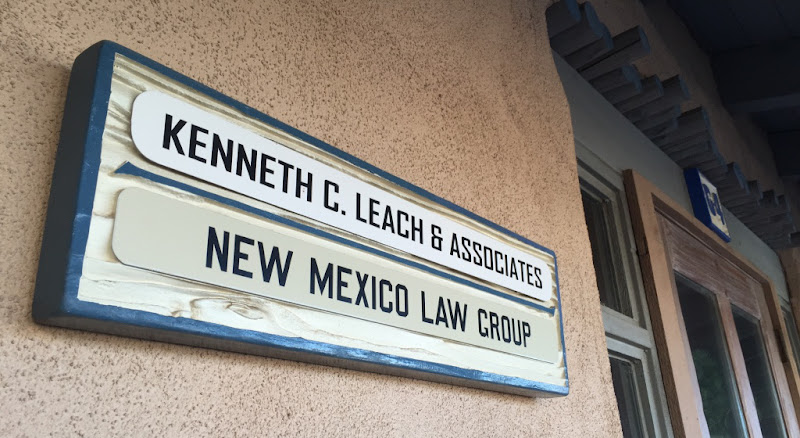 KENNETH C. LEACH & ASSOCIATES
NEW MEXICO LAW GROUP